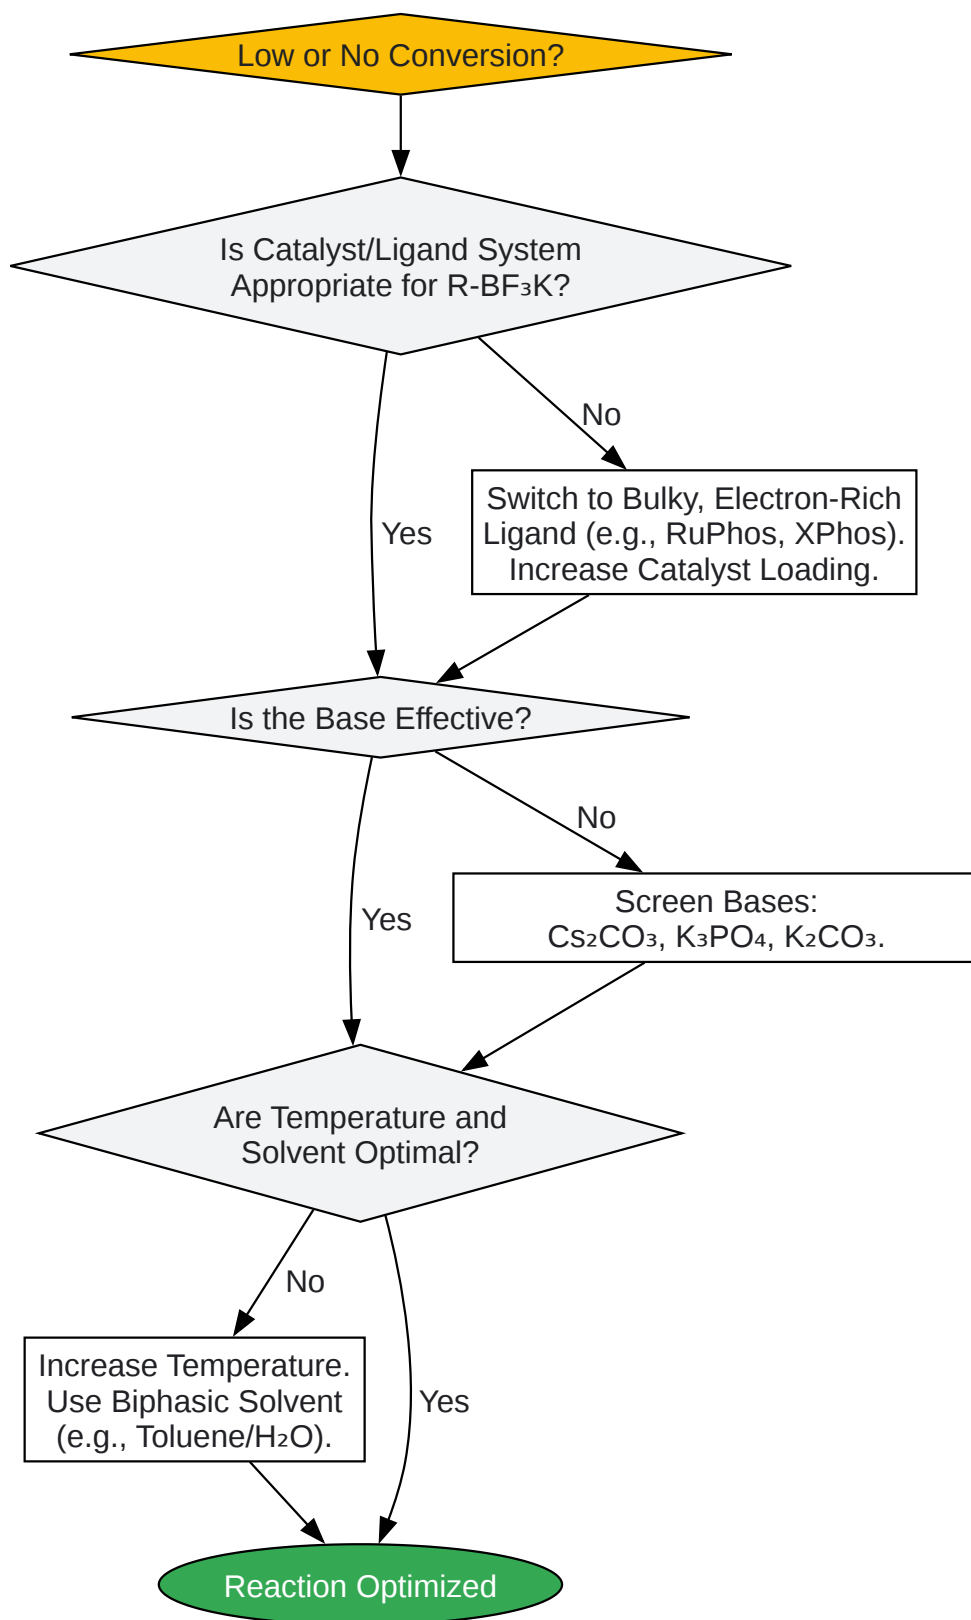 Low or No Conversion?
Is Catalyst/Ligand System
Appropriate for R-BF₃K?
No
Switch to Bulky, Electron-Rich
Ligand (e.g., RuPhos, XPhos).
Increase Catalyst Loading.
Yes
Is the Base Effective?
No
Screen Bases:
Cs₂CO₃, K₃PO₄, K₂CO₃.
Yes
Are Temperature and
Solvent Optimal?
No
Increase Temperature.
Use Biphasic Solvent
(e.g., Toluene/H₂O).
Yes
Reaction Optimized